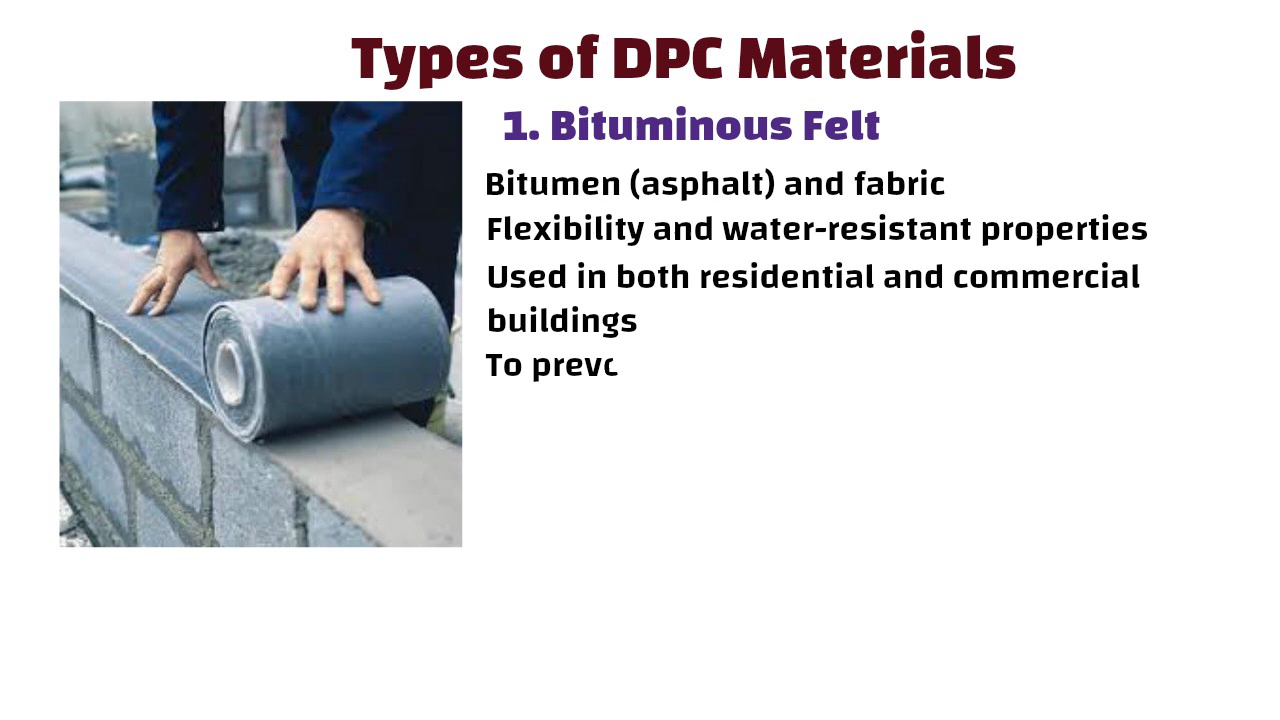 Types of DPC Materials
1. Bituminous Felt
Bitumen (asphalt) and fabric
Flexibility and water-resistant properties
Used in both residential and commercial
buildings
To prev